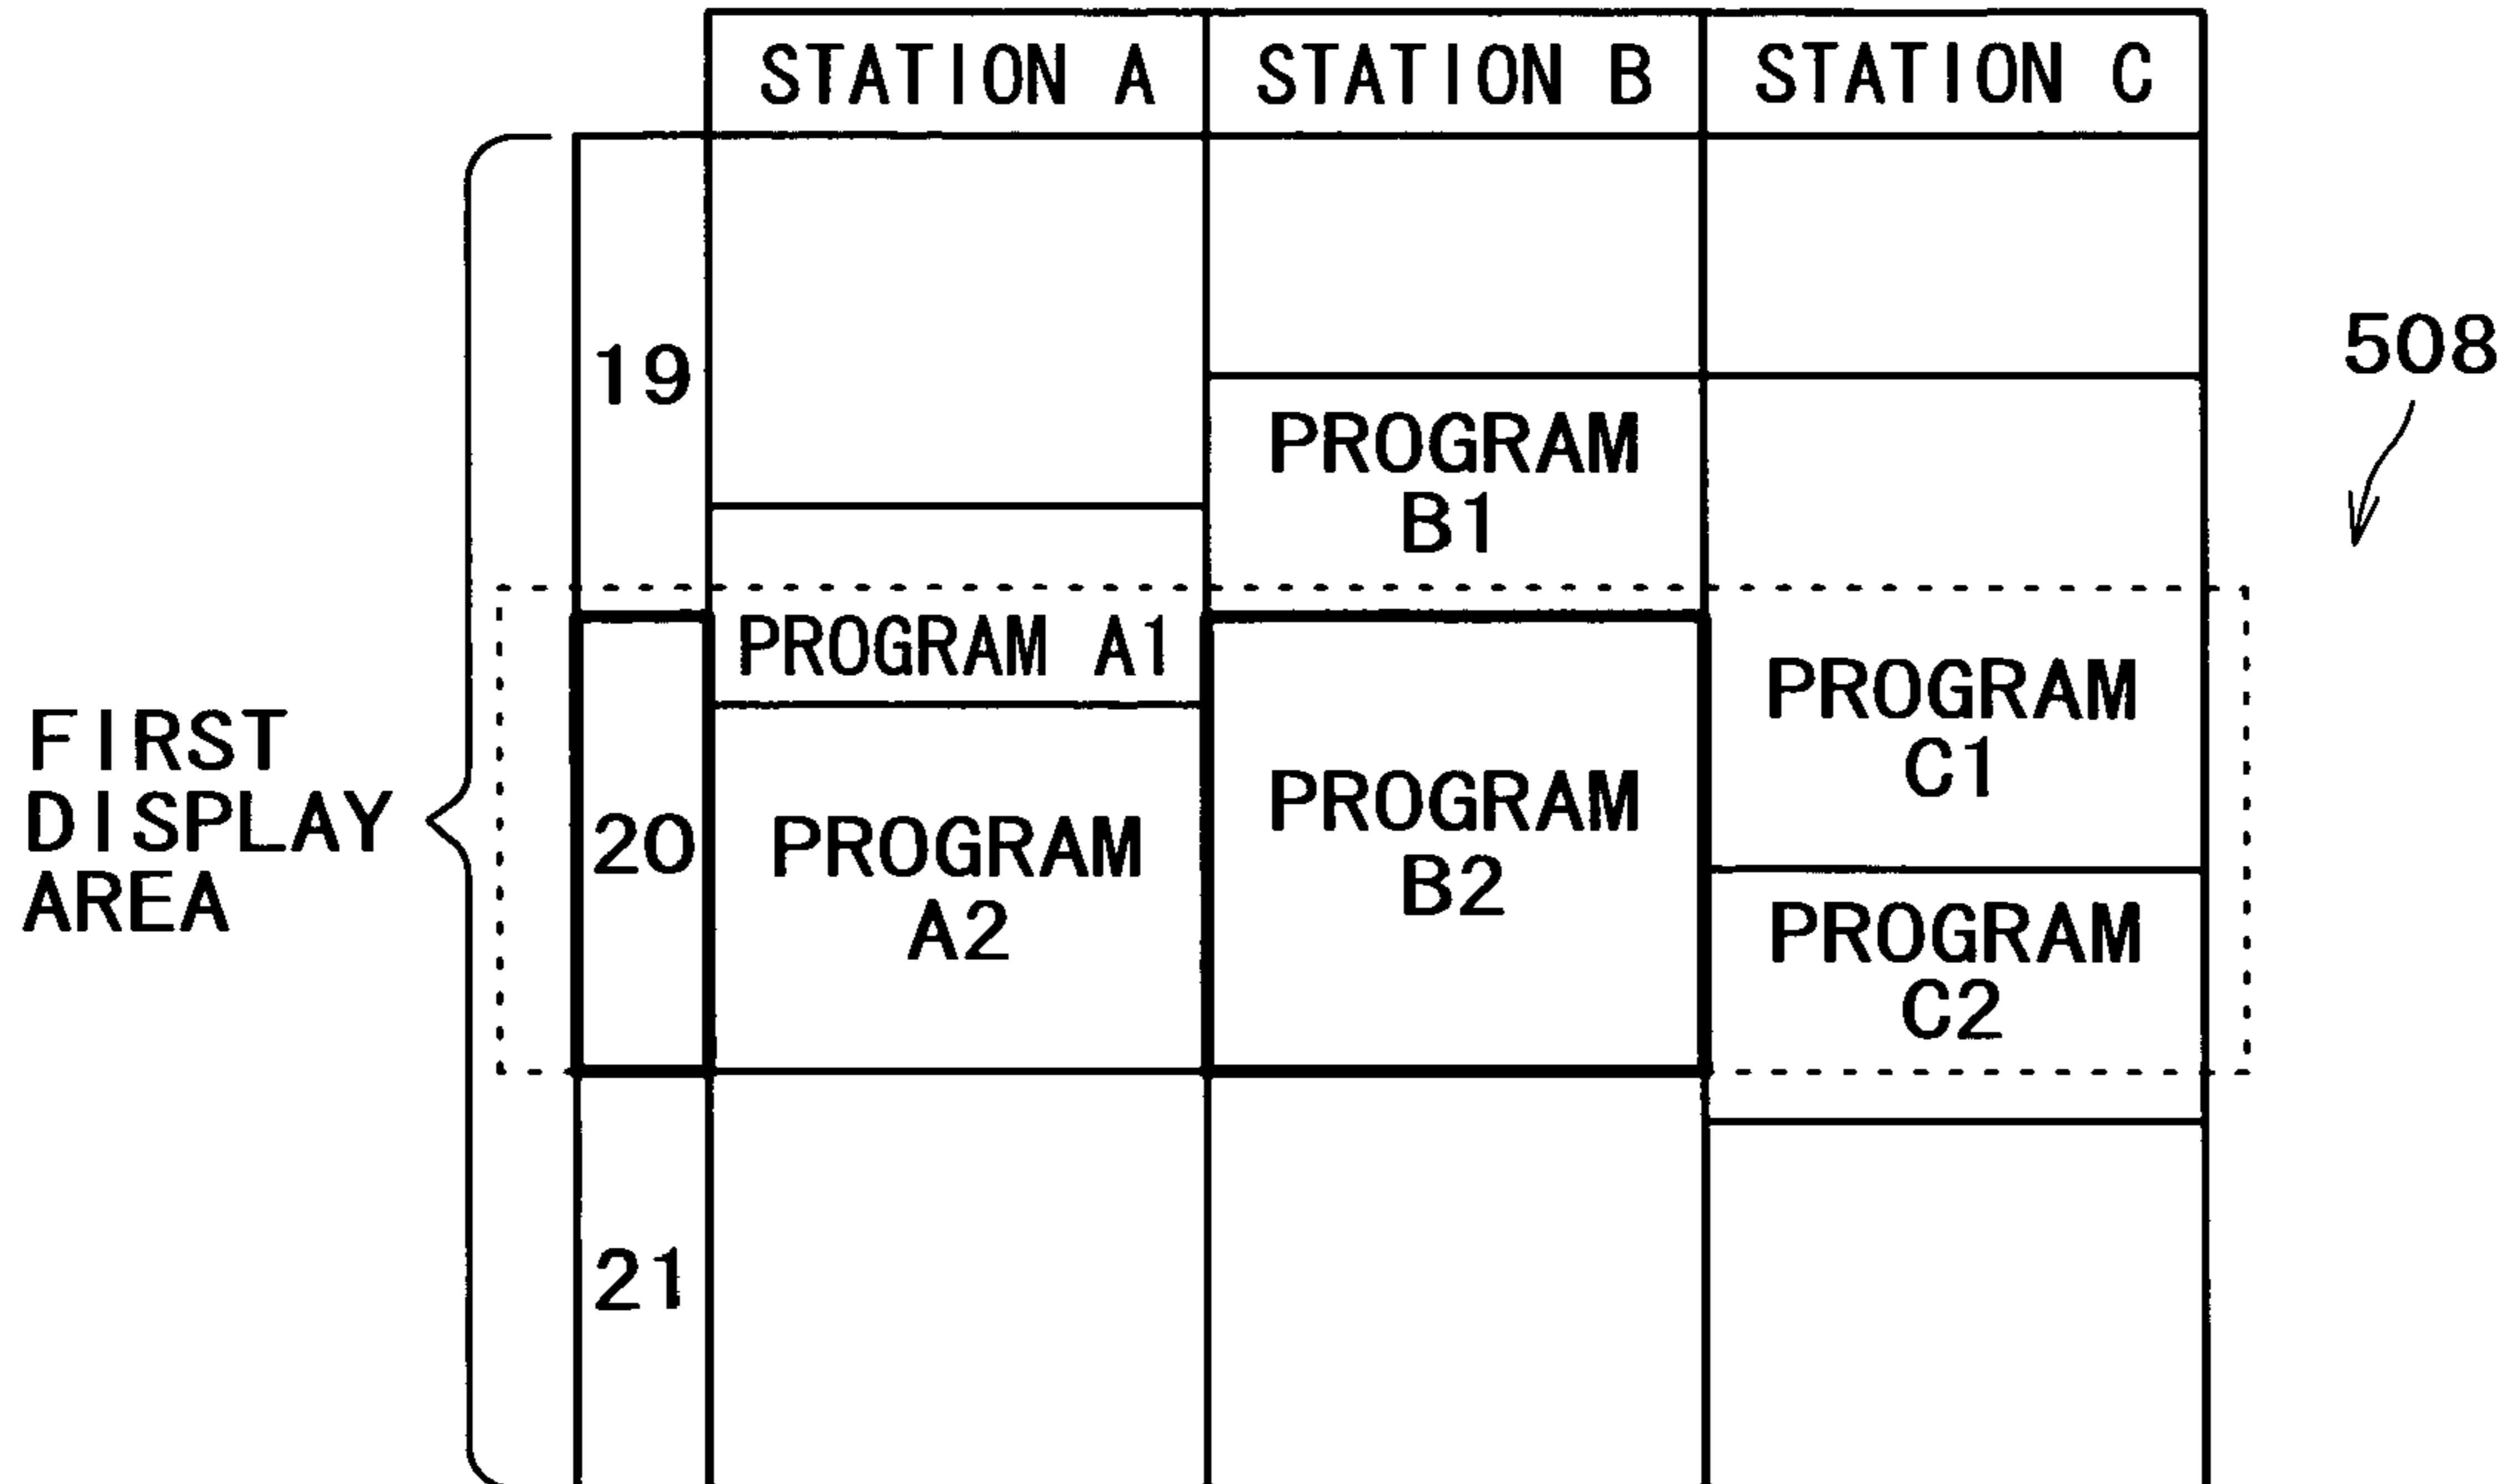 STATION A STATION B STATION C
19
508
PROGRAM
B1
PROGRAM A1
PROGRAM
C1
FIRST
DISPLAY
AREA
20
PROGRAM
A2
PROGRAM
B2
PROGRAM
C2
21